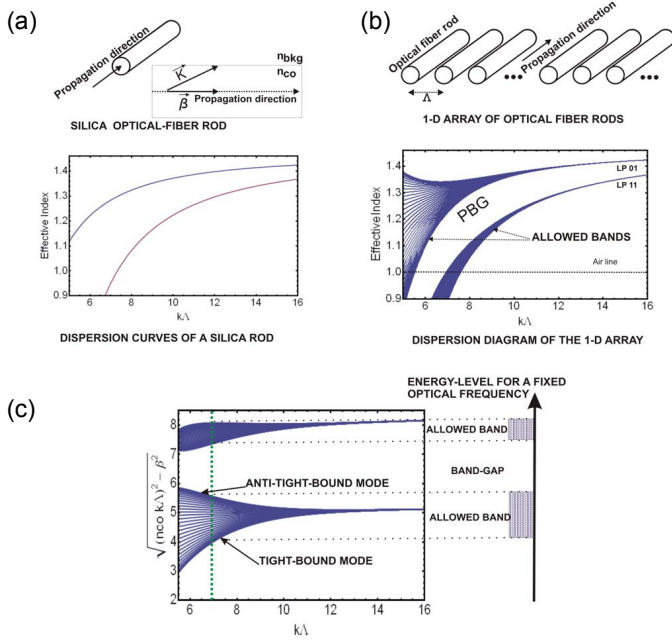 (a)
Propagation direction
K
β
Propagation direction
nbkg
nco
SILICA OPTICAL-FIBER ROD
Effective Index
1.4
1.3
1.2
1.1
1.0
0.9
6 8 10 12 14 16
kΛ
DISPERSION CURVES OF A SILICA ROD
(b)
Optical fiber rod
Propagation direction
Λ
1-D ARRAY OF OPTICAL FIBER RODS
Effective Index
1.4
1.3
1.2
1.1
1.0
0.9
LP 01
LP 11
PBG
ALLOWED BANDS
Air line
6 8 10 12 14 16
kΛ
DISPERSION DIAGRAM OF THE 1-D ARRAY
(c)
√(nco kΛ)² – β²
8
7
6
5
4
3
2
ANTI-TIGHT-BOUND MODE
TIGHT-BOUND MODE
6 8 10 12 14 16
kΛ
ENERGY-LEVEL FOR A FIXED
OPTICAL FREQUENCY
ALLOWED BAND
BAND-GAP
ALLOWED BAND